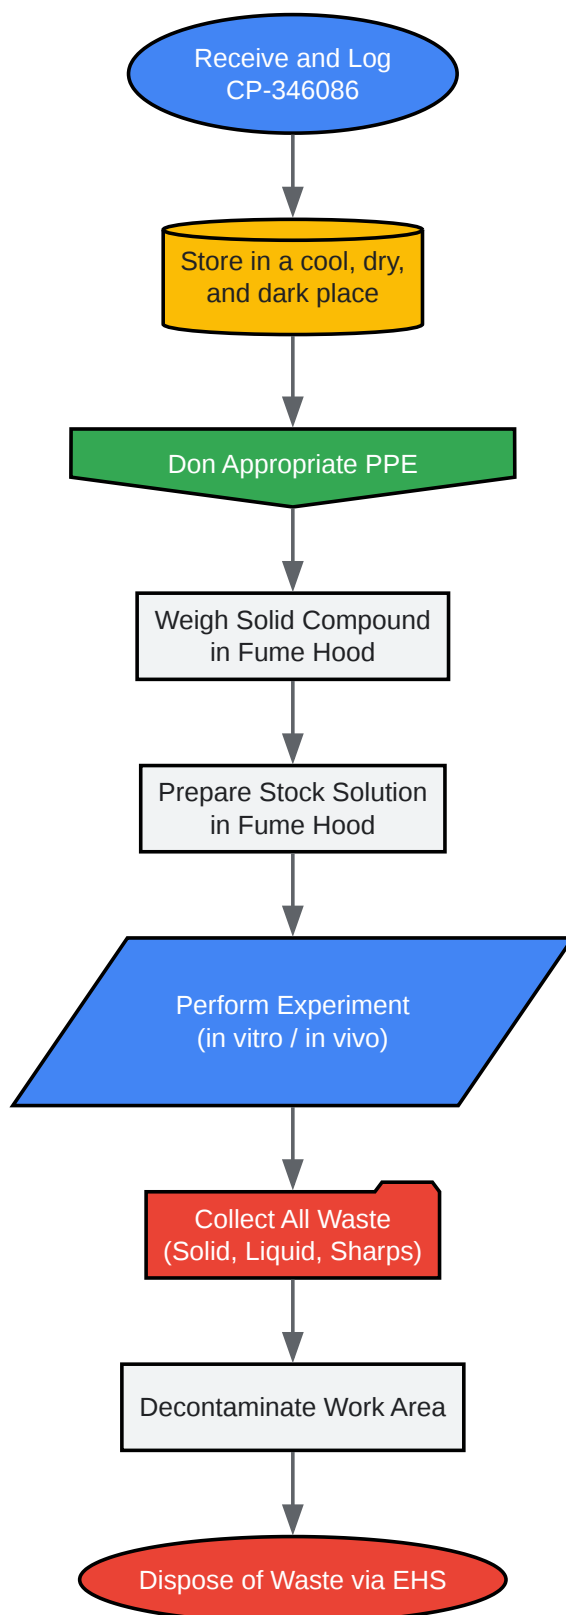 Receive and Log
CP-346086
Store in a cool, dry,
and dark place
Don Appropriate PPE
Weigh Solid Compound
in Fume Hood
Prepare Stock Solution
in Fume Hood
Perform Experiment
(in vitro / in vivo)
Collect All Waste
(Solid, Liquid, Sharps)
Decontaminate Work Area
Dispose of Waste via EHS